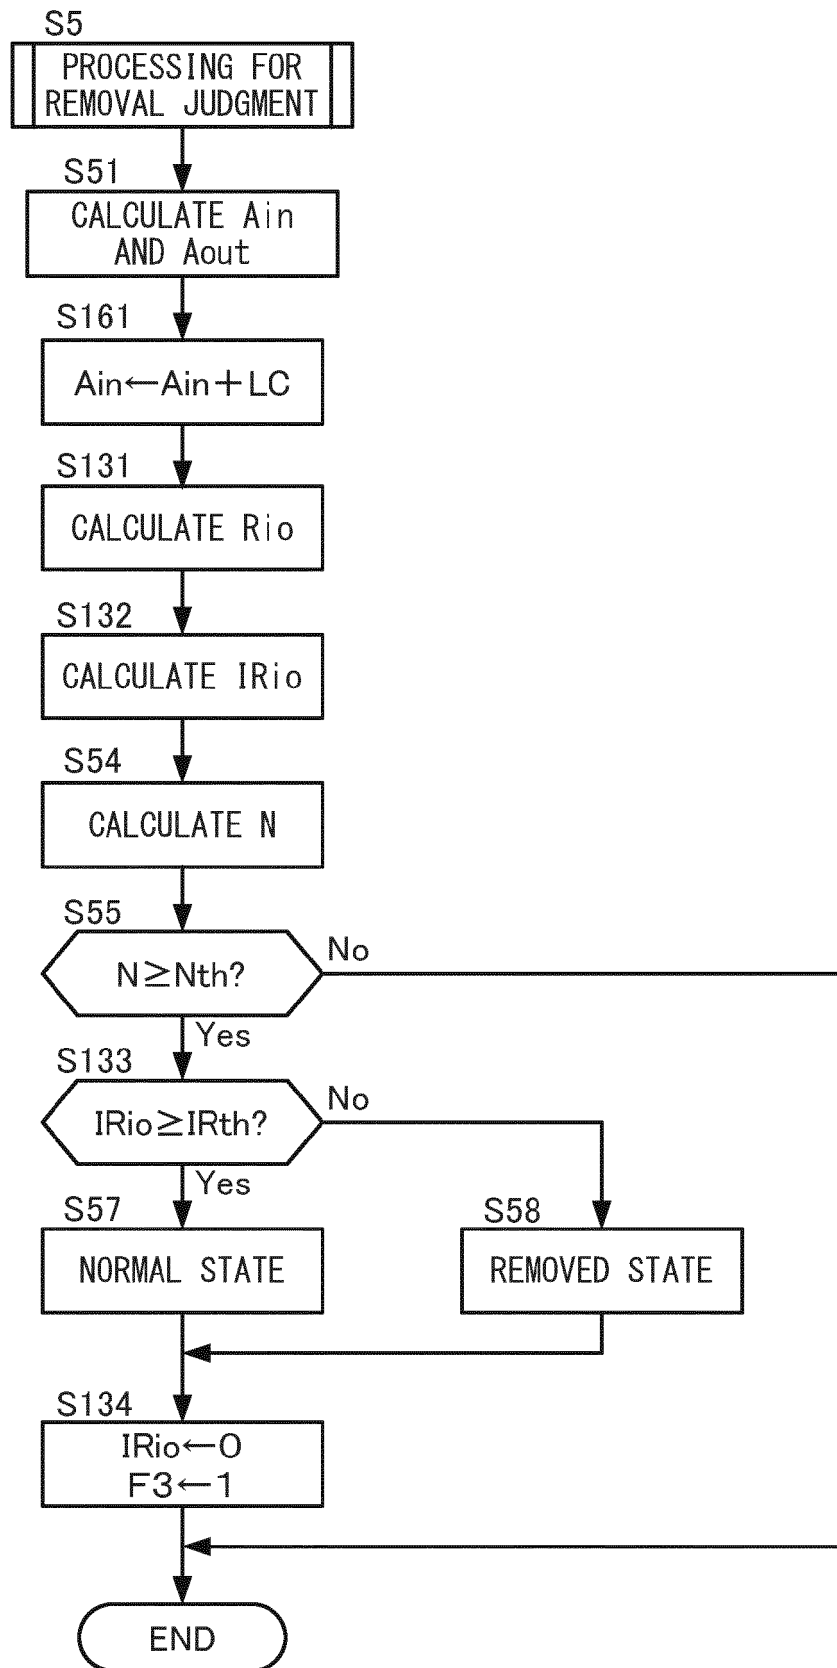 S5
PROCESSING FOR
REMOVAL JUDGMENT
S51
CALCULATE Ain
AND Aout
S161
Ain←Ain+LC
S131
CALCULATE Rio
S132
CALCULATE IRio
S54
CALCULATE N
S55
N≥Nth?
No
Yes
S133
IRio≥IRth?
No
Yes
S57
NORMAL STATE
S58
REMOVED STATE
S134
IRio←0
F3←1
END